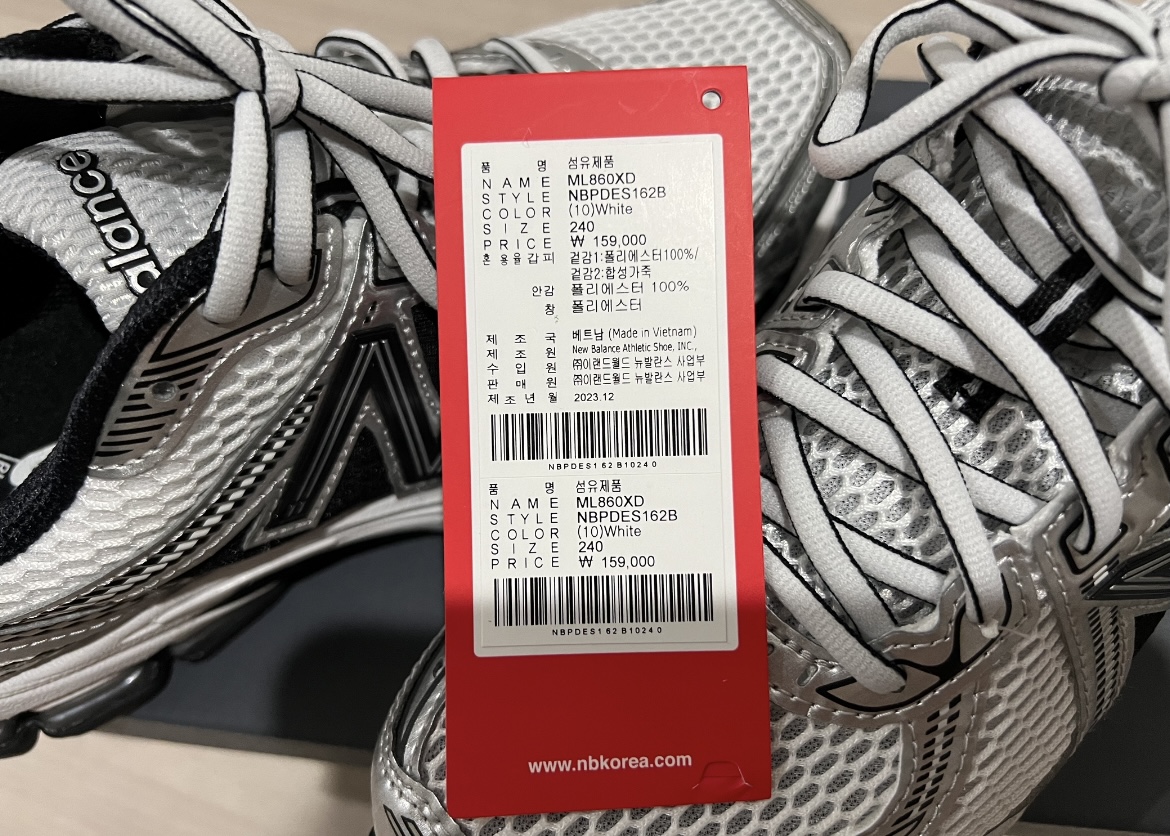 balance
품 명 섬유제품
NAME ML860XD
STYLE NBPDES162B
COLOR (10)White
SIZE 240
PRICE ₩ 159,000
혼용율갑피 겉감1:폴리에스터100%/
겉감2:합성가죽
안감 폴리에스터 100%
창 폴리에스터
제 조 국 베트남 (Made in Vietnam)
제 조 원 New Balance Athletic Shoe, INC.,
수 입 원 ㈜이랜드월드 뉴발란스 사업부
판 매 원 ㈜이랜드월드 뉴발란스 사업부
제조년월 2023.12
NBPDES162B10240
품 명 섬유제품
NAME ML860XD
STYLE NBPDES162B
COLOR (10)White
SIZE 240
PRICE ₩ 159,000
NBPDES162B10240
www.nbkorea.com